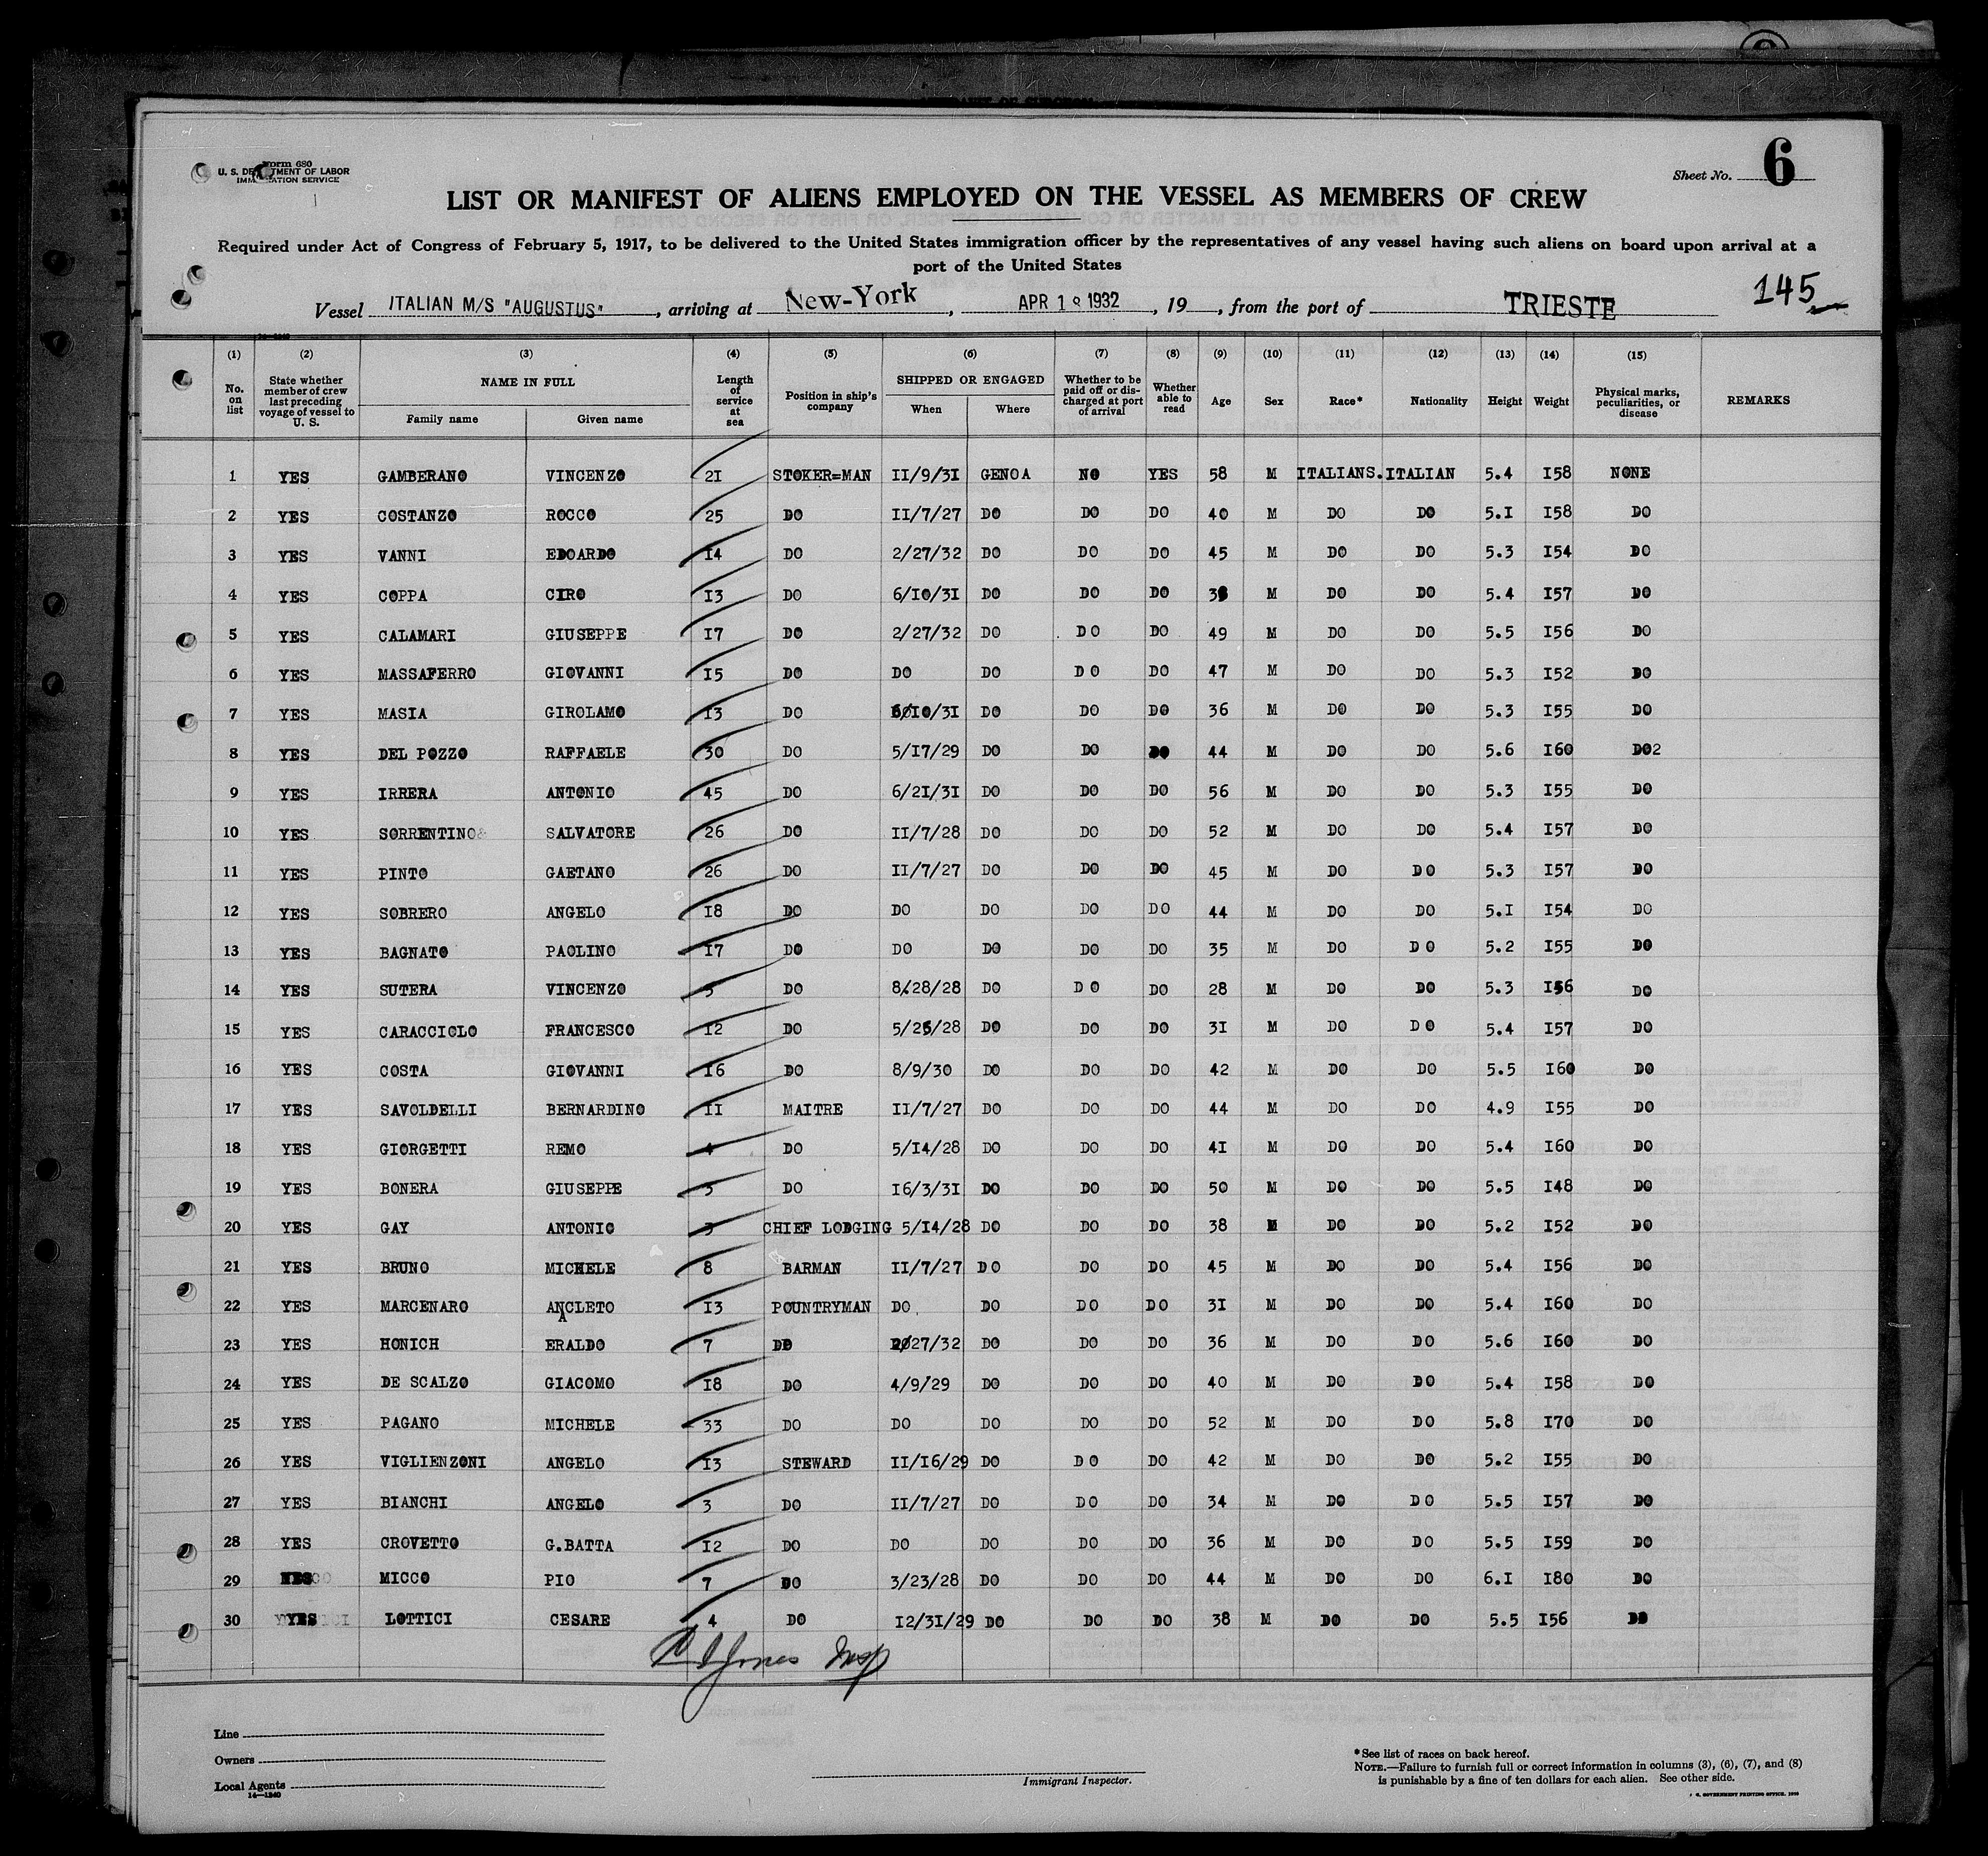 Form 680
U. S. DEPARTMENT OF LABOR
IMMIGRATION SERVICE
Sheet No. 6
LIST OR MANIFEST OF ALIENS EMPLOYED ON THE VESSEL AS MEMBERS OF CREW
Required under Act of Congress of February 5, 1917, to be delivered to the United States immigration officer by the representatives of any vessel having such aliens on board upon arrival at a
port of the United States
145
Vessel ITALIAN M/S "AUGUSTUS", arriving at New-York, APR 18 1932, 19, from the port of TRIESTE
(1) (2) (3) (4) (5) (6) (7) (8) (9) (10) (11) (12) (13) (14) (15)
No. on list State whether member of crew last preceding voyage of vessel to U. S. NAME IN FULL Family name Given name Length of service at sea Position in ship's company SHIPPED OR ENGAGED When Where Whether to be paid off or discharged at port of arrival Whether able to read Age Sex Race* Nationality Height Weight Physical marks, peculiarities, or disease REMARKS
1 YES GAMBERANO VINCENZO 21 STOKER=MAN 11/9/31 GENOA NO YES 58 M ITALIANS. ITALIAN 5.4 158 NONE
2 YES COSTANZO ROCCO 25 DO 11/7/27 DO DO DO 40 M DO DO 5.1 158 DO
3 YES VANNI EDOARDO 14 DO 2/27/32 DO DO DO 45 M DO DO 5.3 154 DO
4 YES COPPA CIRO 13 DO 6/10/31 DO DO DO M DO DO 5.4 157 DO
5 YES CALAMARI GIUSEPPE 17 DO 2/27/32 DO DO DO 49 M DO DO 5.5 156 DO
6 YES MASSAFERRO GIOVANNI 15 DO DO DO DO DO 47 M DO DO 5.3 152 DO
7 YES MASIA GIROLAMO 13 DO 6/10/31 DO DO DO 36 M DO DO 5.3 155 DO
8 YES DEL POZZO RAFFAELE 30 DO 5/17/29 DO DO DO 44 M DO DO 5.6 160 DO2
9 YES IRRERA ANTONIO 45 DO 6/21/31 DO DO DO 56 M DO DO 5.3 155 DO
10 YES SORRENTINO SALVATORE 26 DO 11/7/28 DO DO DO 52 M DO DO 5.4 157 DO
11 YES PINTO GAETANO 26 DO 11/7/27 DO DO DO 45 M DO DO 5.3 157 DO
12 YES SOBRERO ANGELO 18 DO DO DO DO DO 44 M DO DO 5.1 154 DO
13 YES BAGNATO PAOLINO 17 DO DO DO DO DO 35 M DO DO 5.2 155 DO
14 YES SUTERA VINCENZO 5 DO 8/28/28 DO DO DO 28 M DO DO 5.3 156 DO
15 YES CARACCIOLO FRANCESCO 12 DO 5/25/28 DO DO DO 31 M DO DO 5.4 157 DO
16 YES COSTA GIOVANNI 16 DO 8/9/30 DO DO DO 42 M DO DO 5.5 160 DO
17 YES SAVOLDELLI BERNARDINO 11 MAITRE 11/7/27 DO DO DO 44 M DO DO 4.9 155 DO
18 YES GIORGETTI REMO 4 DO 5/14/28 DO DO DO 41 M DO DO 5.4 160 DO
19 YES BONERA GIUSEPPE 5 DO 16/3/31 DO DO DO 50 M DO DO 5.5 148 DO
20 YES GAY ANTONIO 3 CHIEF LODGING 5/14/28 DO DO DO 38 M DO DO 5.2 152 DO
21 YES BRUNO MICHELE 8 BARMAN 11/7/27 DO DO DO 45 M DO DO 5.4 156 DO
22 YES MARCENARO ANACLETO 13 POUNTRYMAN DO DO DO DO 31 M DO DO 5.4 160 DO
23 YES HONICH ERALDO 7 DO 2/27/32 DO DO DO 36 M DO DO 5.6 160 DO
24 YES DE SCALZO GIACOMO 18 DO 4/9/29 DO DO DO 40 M DO DO 5.4 158 DO
25 YES PAGANO MICHELE 33 DO DO DO DO DO 52 M DO DO 5.8 170 DO
26 YES VIGLIENZONI ANGELO 13 STEWARD 11/16/29 DO DO DO 42 M DO DO 5.2 155 DO
27 YES BIANCHI ANGELO 3 DO 11/7/27 DO DO DO 34 M DO DO 5.5 157 DO
28 YES CROVETTO G.BATTA 12 DO DO DO DO DO 36 M DO DO 5.5 159 DO
29 YES MICCO PIO 7 DO 3/23/28 DO DO DO 44 M DO DO 6.1 180 DO
30 YES LOTTICI CESARE 4 DO 12/31/29 DO DO DO 38 M DO DO 5.5 156 DO
Jones Insp
Line
Owners
Local Agents
14—1240
Immigrant Inspector.
*See list of races on back hereof.
NOTE.—Failure to furnish full or correct information in columns (3), (6), (7), and (8)
is punishable by a fine of ten dollars for each alien. See other side.